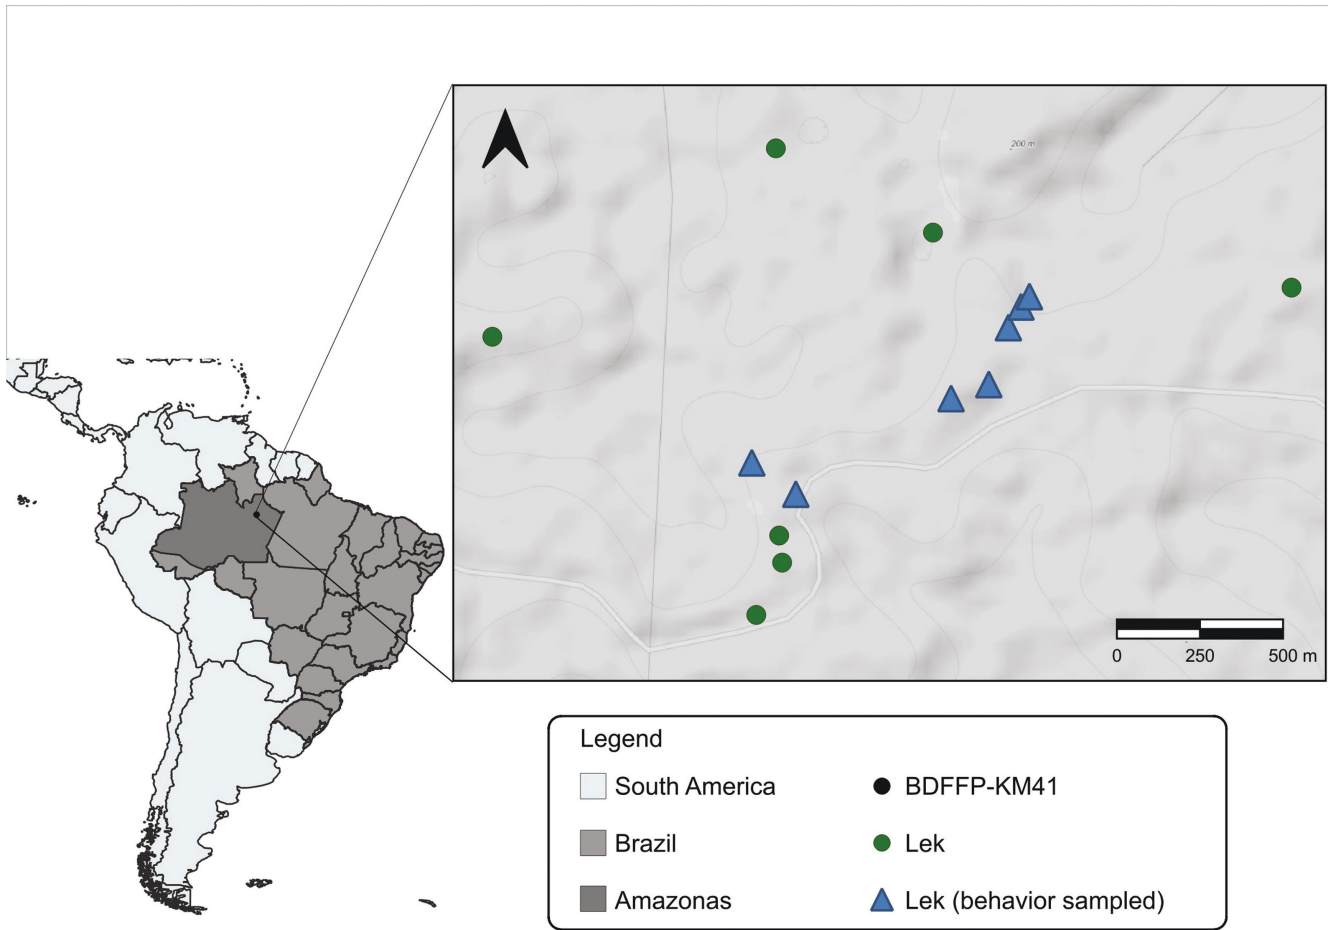 200 m
0 250 500 m
Legend
South America
BDFFP-KM41
Brazil
Lek
Amazonas
Lek (behavior sampled)